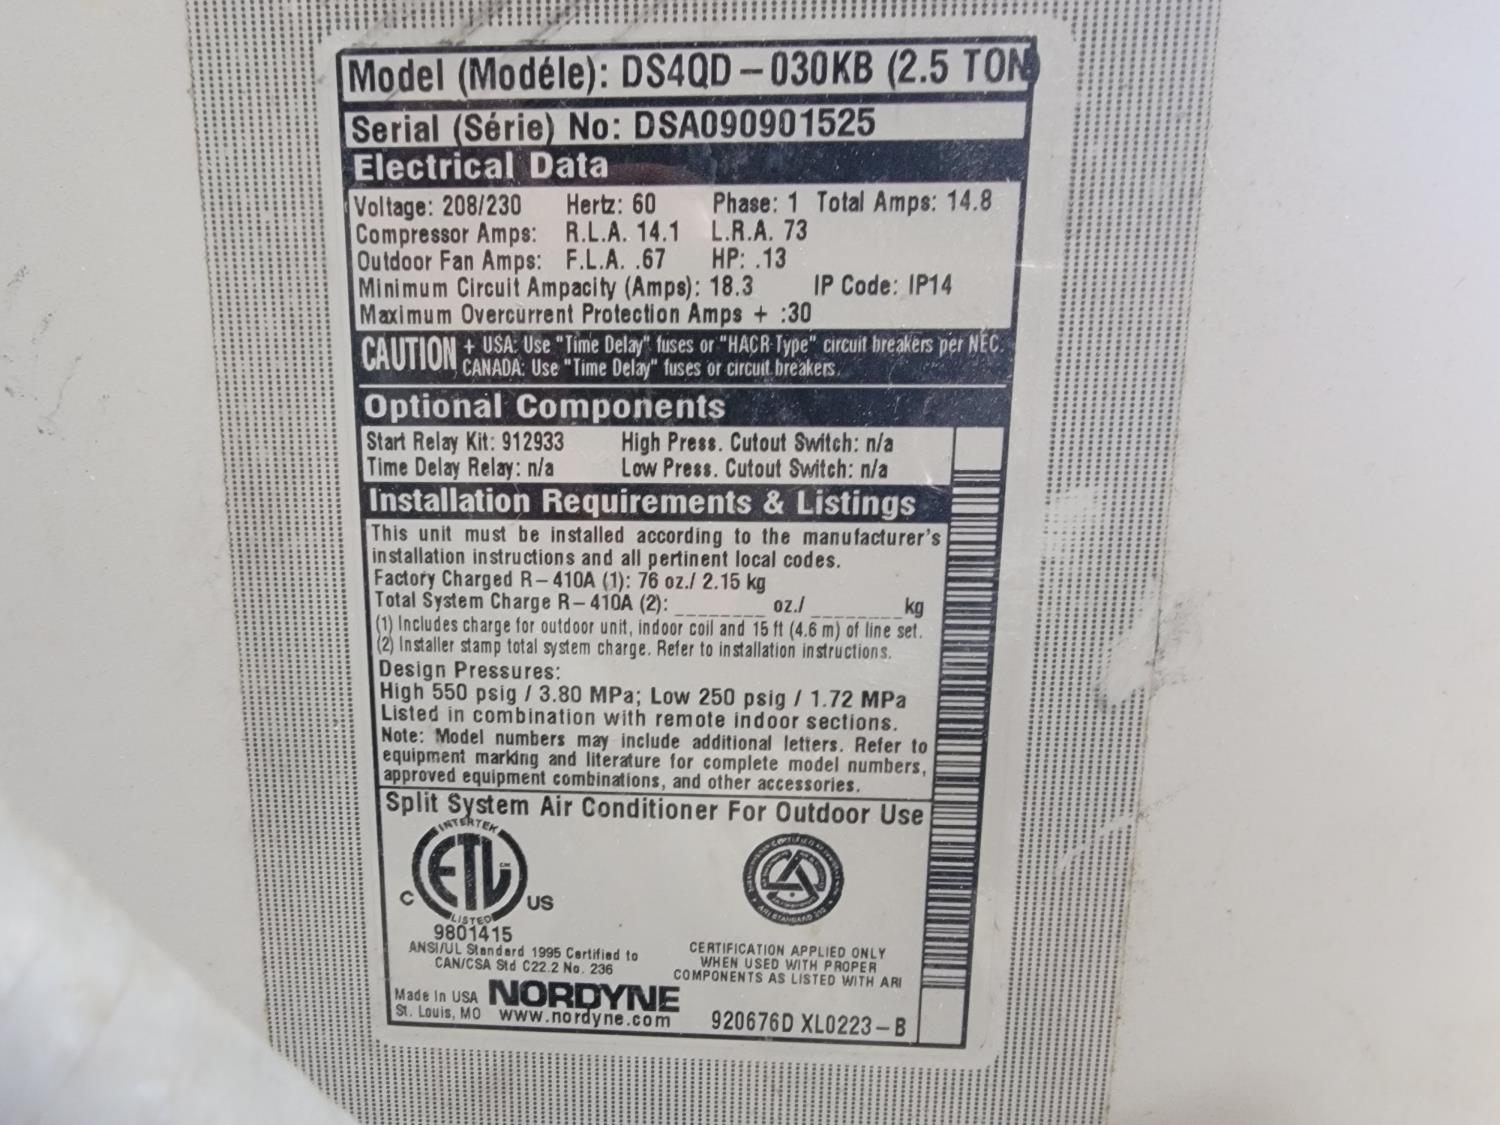 Model (Modéle): DS4QD – 030KB (2.5 TON
Serial (Série) No: DSA090901525
Electrical Data
Voltage: 208/230 Hertz: 60 Phase: 1 Total Amps: 14.8
Compressor Amps: R.L.A. 14.1 L.R.A. 73
Outdoor Fan Amps: F.L.A. .67 HP: .13
Minimum Circuit Ampacity (Amps): 18.3 IP Code: IP14
Maximum Overcurrent Protection Amps + :30
CAUTION + USA: Use "Time Delay" fuses or "HACR-Type" circuit breakers per NEC.
CANADA: Use "Time Delay" fuses or circuit breakers.
Optional Components
Start Relay Kit: 912933 High Press. Cutout Switch: n/a
Time Delay Relay: n/a Low Press. Cutout Switch: n/a
Installation Requirements & Listings
This unit must be installed according to the manufacturer's
installation instructions and all pertinent local codes.
Factory Charged R–410A (1): 76 oz./ 2.15 kg
Total System Charge R–410A (2): ________ oz./ ________ kg
(1) Includes charge for outdoor unit, indoor coil and 15 ft (4.6 m) of line set.
(2) Installer stamp total system charge. Refer to installation instructions.
Design Pressures:
High 550 psig / 3.80 MPa; Low 250 psig / 1.72 MPa
Listed in combination with remote indoor sections.
Note: Model numbers may include additional letters. Refer to
equipment marking and literature for complete model numbers,
approved equipment combinations, and other accessories.
Split System Air Conditioner For Outdoor Use
INTERTEK
ETL
C US
LISTED
9801415
ANSI/UL Standard 1995 Certified to
CAN/CSA Std C22.2 No. 236
ARI STANDARD
CERTIFICATION APPLIED ONLY
WHEN USED WITH PROPER
COMPONENTS AS LISTED WITH ARI
Made In USA NORDYNE
St. Louis, MO www.nordyne.com 920676D XL0223–B